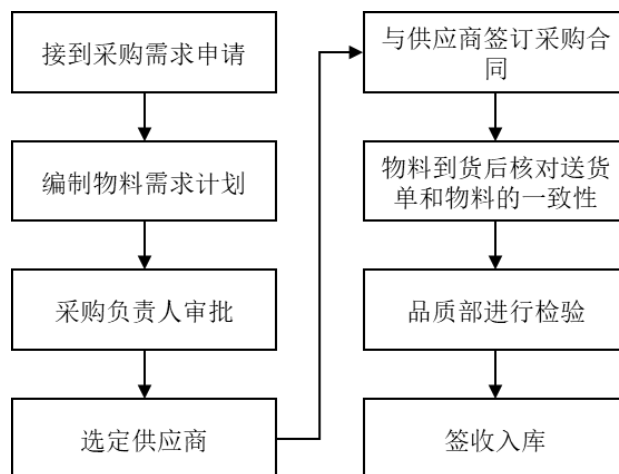 接到采购需求申请
编制物料需求计划
采购负责人审批
选定供应商
与供应商签订采购合
同
物料到货后核对送货
单和物料的一致性
品质部进行检验
签收入库